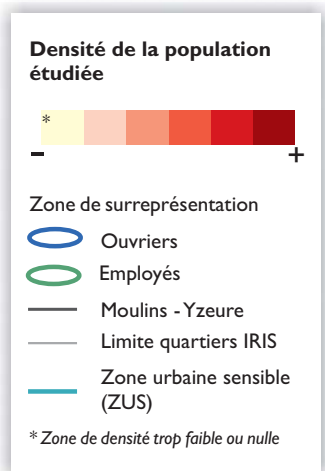 Densité de la population
étudiée
*
- +
Zone de surreprésentation
Ouvriers
Employés
Moulins - Yzeure
Limite quartiers IRIS
Zone urbaine sensible
(ZUS)
* Zone de densité trop faible ou nulle